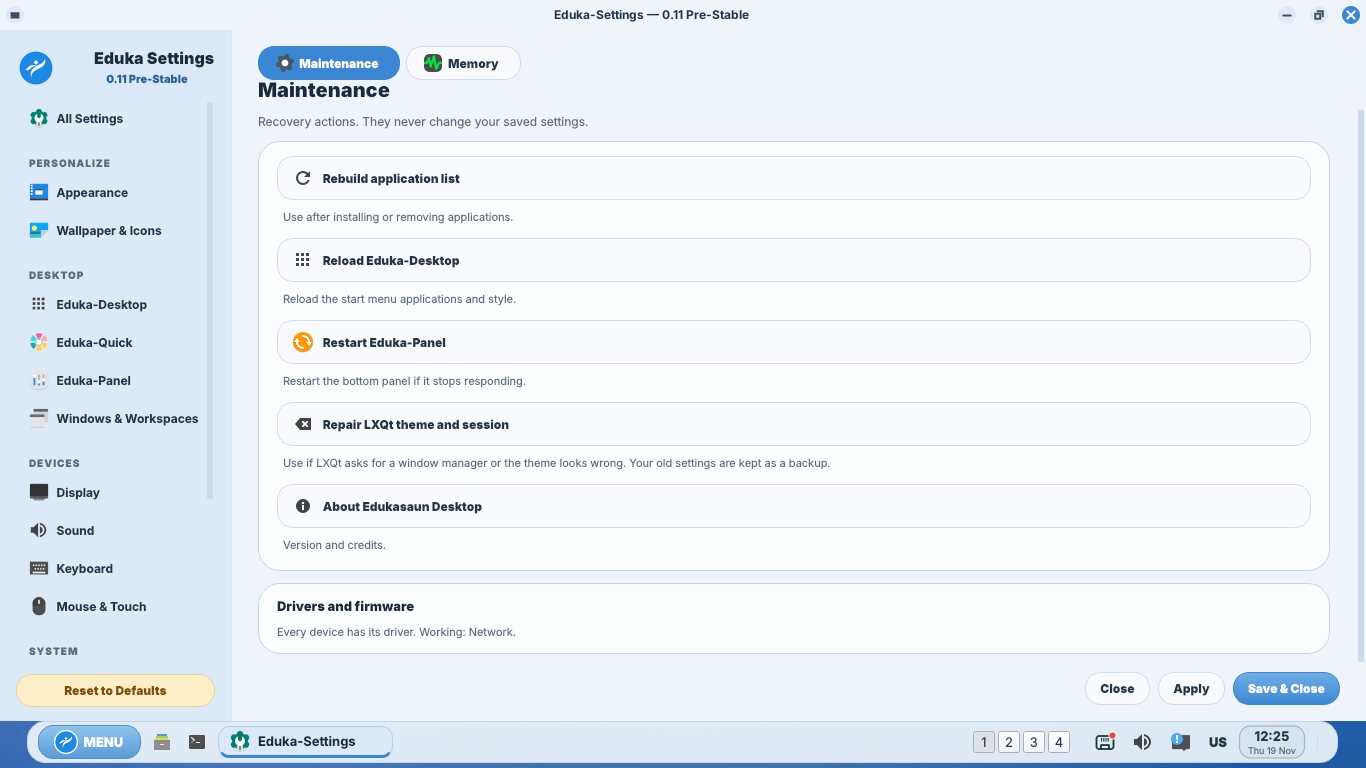 Eduka-Settings — 0.11 Pre-Stable
Eduka Settings
0.11 Pre-Stable
All Settings
PERSONALIZE
Appearance
Wallpaper & Icons
DESKTOP
Eduka-Desktop
Eduka-Quick
Eduka-Panel
Windows & Workspaces
DEVICES
Display
Sound
Keyboard
Mouse & Touch
SYSTEM
Reset to Defaults
Maintenance
Memory
Maintenance
Recovery actions. They never change your saved settings.
Rebuild application list
Use after installing or removing applications.
Reload Eduka-Desktop
Reload the start menu applications and style.
Restart Eduka-Panel
Restart the bottom panel if it stops responding.
Repair LXQt theme and session
Use if LXQt asks for a window manager or the theme looks wrong. Your old settings are kept as a backup.
About Edukasaun Desktop
Version and credits.
Drivers and firmware
Every device has its driver. Working: Network.
Close
Apply
Save & Close
MENU
Eduka-Settings
1
2
3
4
US
12:25
Thu 19 Nov